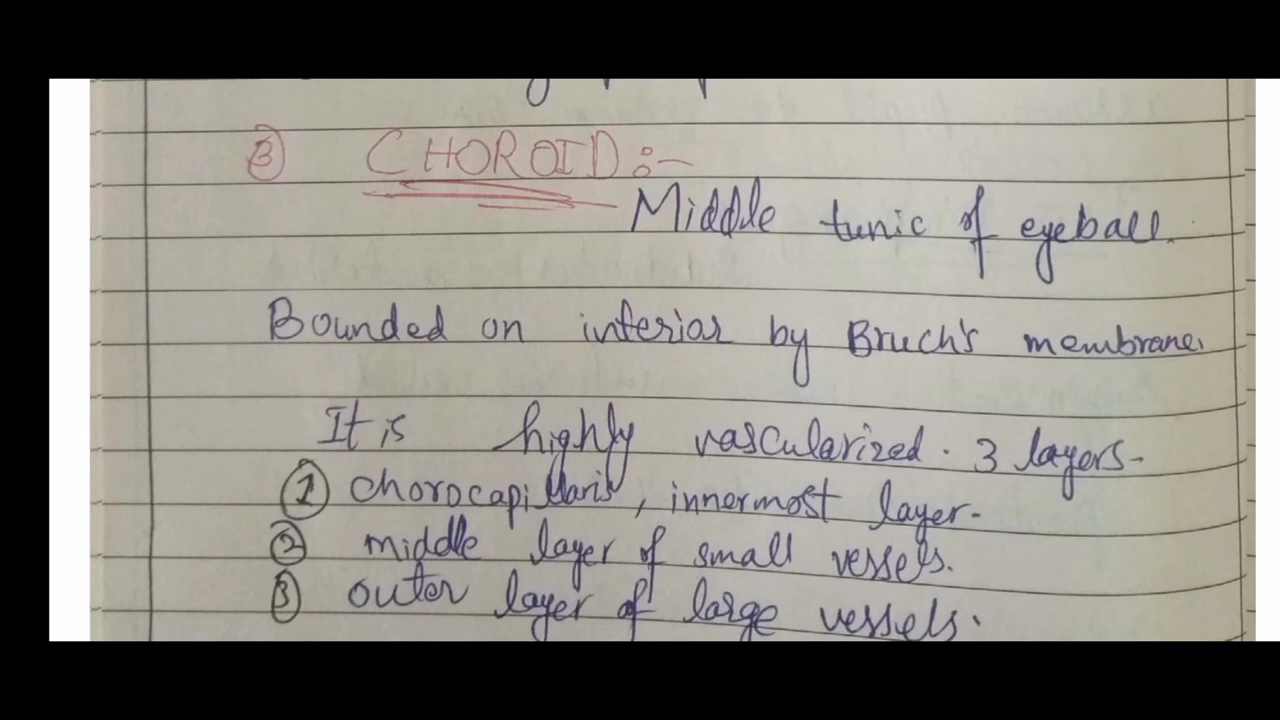 ③ CHOROID :-
Middle tunic of eyeball.
Bounded on interior by Bruch's membrane.
It is highly vascularized. 3 layers-
① chorocapillaris, innermost layer-
② middle layer of small vessels.
③ outer layer of large vessels.